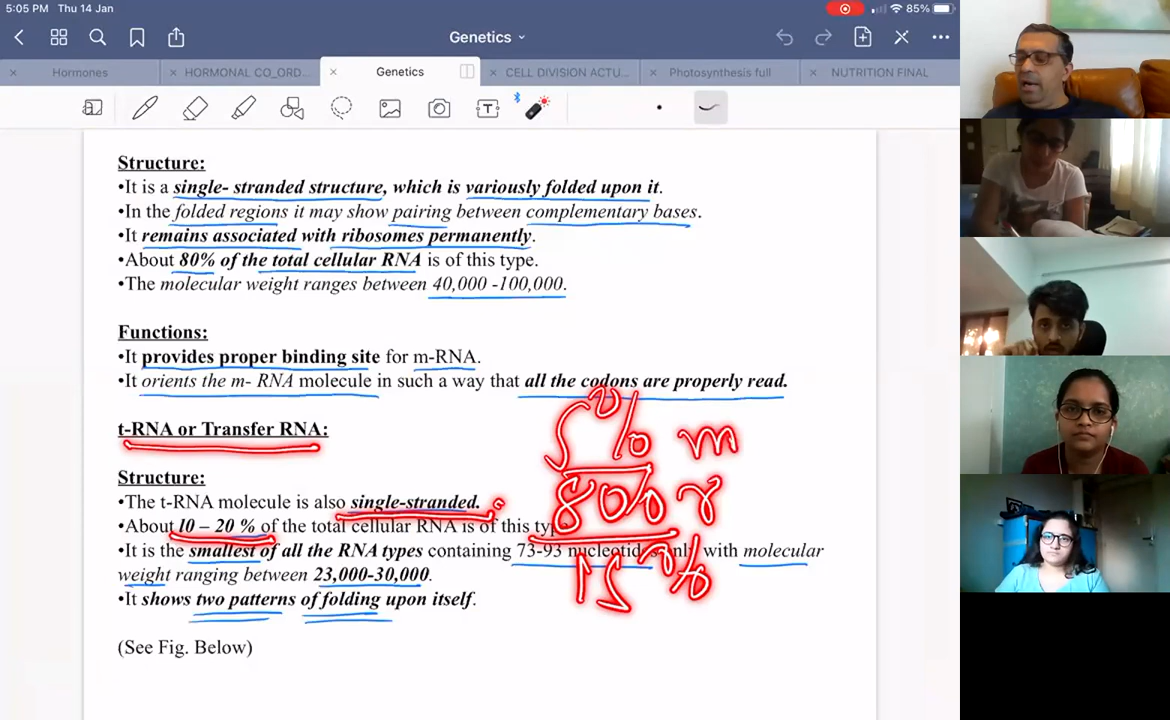 5:05 PM Thu 14 Jan 85%
Genetics
Hormones HORMONAL CO_ORD... Genetics CELL DIVISION ACTU... Photosynthesis full NUTRITION FINAL
Structure:
•It is a single- stranded structure, which is variously folded upon it.
•In the folded regions it may show pairing between complementary bases.
•It remains associated with ribosomes permanently.
•About 80% of the total cellular RNA is of this type.
•The molecular weight ranges between 40,000 -100,000.
Functions:
•It provides proper binding site for m-RNA.
•It orients the m- RNA molecule in such a way that all the codons are properly read.
t-RNA or Transfer RNA:
5% m
80% r
15%
Structure:
•The t-RNA molecule is also single-stranded.
•About 10 – 20 % of the total cellular RNA is of this type
•It is the smallest of all the RNA types containing 73-93 nucleotides only with molecular
weight ranging between 23,000-30,000.
•It shows two patterns of folding upon itself.
(See Fig. Below)